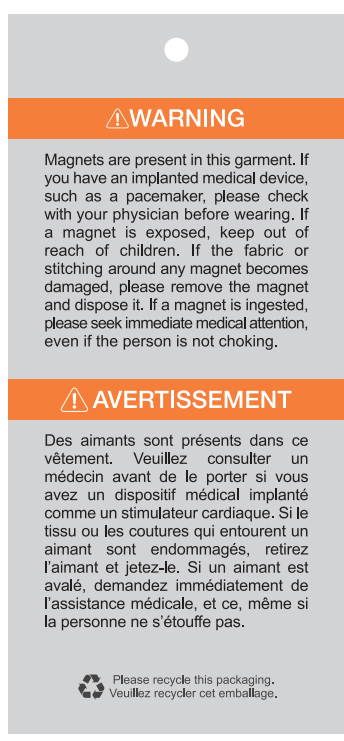 ⚠WARNING
Magnets are present in this garment. If
you have an implanted medical device,
such as a pacemaker, please check
with your physician before wearing. If
a magnet is exposed, keep out of
reach of children. If the fabric or
stitching around any magnet becomes
damaged, please remove the magnet
and dispose it. If a magnet is ingested,
please seek immediate medical attention,
even if the person is not choking.
⚠ AVERTISSEMENT
Des aimants sont présents dans ce
vêtement. Veuillez consulter un
médecin avant de le porter si vous
avez un dispositif médical implanté
comme un stimulateur cardiaque. Si le
tissu ou les coutures qui entourent un
aimant sont endommagés, retirez
l'aimant et jetez-le. Si un aimant est
avalé, demandez immédiatement de
l'assistance médicale, et ce, même si
la personne ne s'étouffe pas.
Please recycle this packaging.
Veuillez recycler cet emballage.